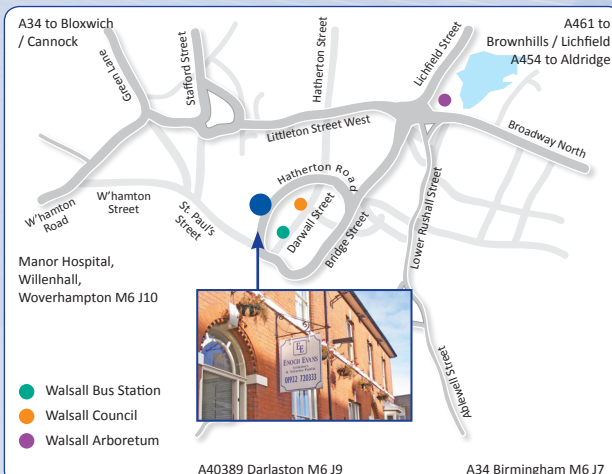 A34 to Bloxwich
/ Cannock
A461 to
Brownhills / Lichfield
A454 to Aldridge
Green Lane
Stafford Street
Hatherton Street
Lichfield Street
Littleton Street West
Broadway North
Hatherton Road
W'hamton
Road
W'hamton
Street
St. Paul's
Street
Darwall Street
Bridge Street
Lower Rushall Street
Manor Hospital,
Willenhall,
Woverhampton M6 J10
EE
ENOCH EVANS
01922 720333
Ablewell Street
Walsall Bus Station
Walsall Council
Walsall Arboretum
A40389 Darlaston M6 J9
A34 Birmingham M6 J7